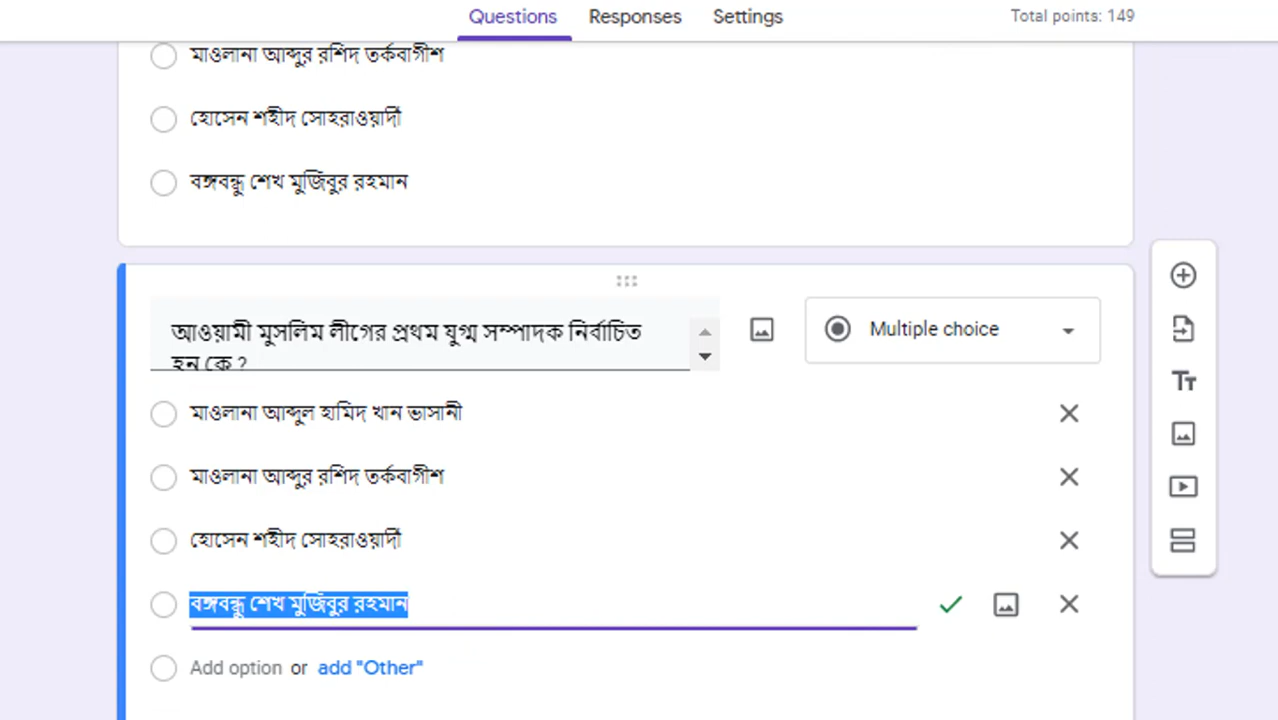 Questions Responses Settings Total points: 149
মাওলানা আব্দুর রশিদ তর্কবাগীশ
হোসেন শহীদ সোহরাওয়ার্দী
বঙ্গবন্ধু শেখ মুজিবুর রহমান
আওয়ামী মুসলিম লীগের প্রথম যুগ্ম সম্পাদক নির্বাচিত
হন কে ?
Multiple choice
মাওলানা আব্দুল হামিদ খান ভাসানী
মাওলানা আব্দুর রশিদ তর্কবাগীশ
হোসেন শহীদ সোহরাওয়ার্দী
বঙ্গবন্ধু শেখ মুজিবুর রহমান
Add option or add "Other"